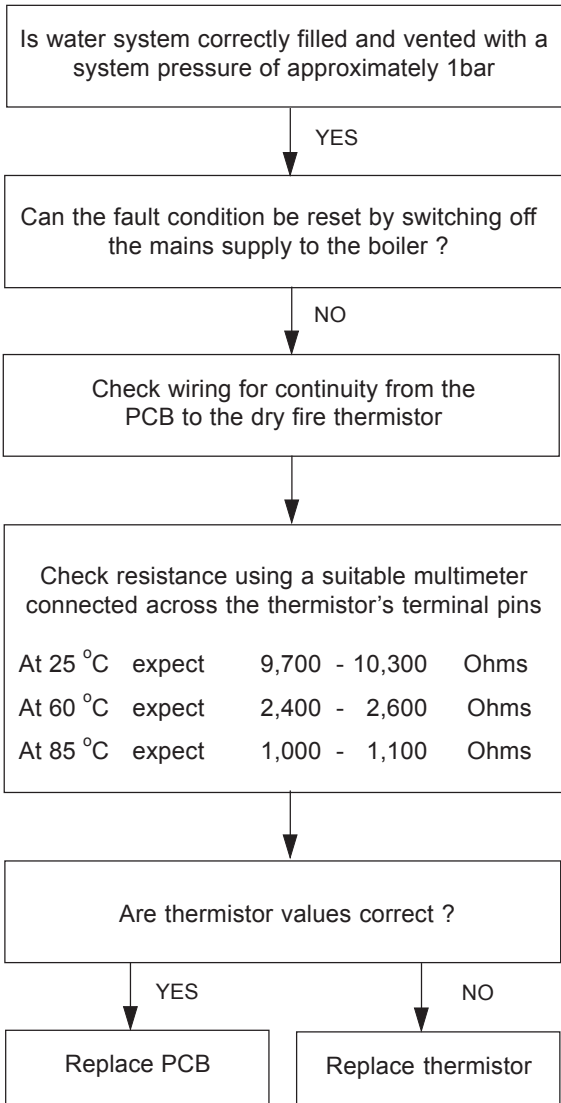 Is water system correctly filled and vented with a
system pressure of approximately 1bar
YES
Can the fault condition be reset by switching off
the mains supply to the boiler ?
NO
Check wiring for continuity from the
PCB to the dry fire thermistor
Check resistance using a suitable multimeter
connected across the thermistor's terminal pins
At 25 °C expect 9,700 - 10,300 Ohms
At 60 °C expect 2,400 - 2,600 Ohms
At 85 °C expect 1,000 - 1,100 Ohms
Are thermistor values correct ?
YES
NO
Replace PCB
Replace thermistor